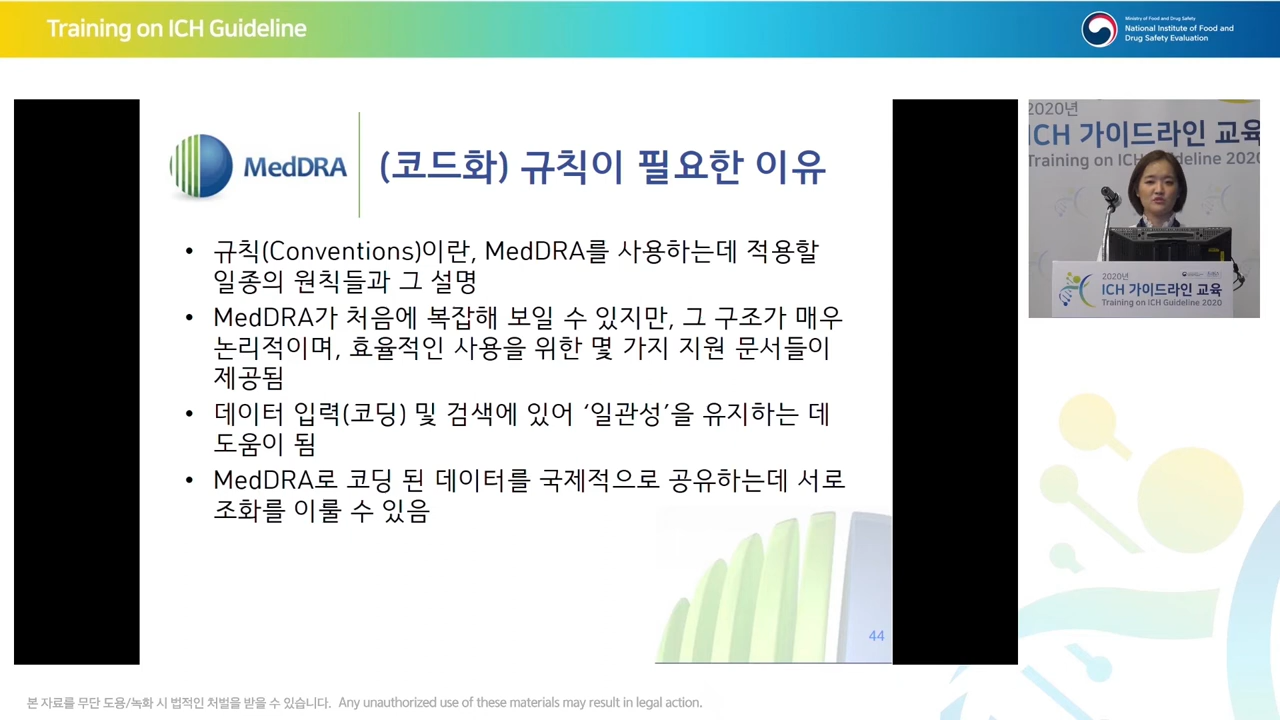 Training on ICH Guideline
Ministry of Food and Drug Safety
National Institute of Food and
Drug Safety Evaluation
MedDRA
(코드화) 규칙이 필요한 이유
• 규칙(Conventions)이란, MedDRA를 사용하는데 적용할
일종의 원칙들과 그 설명
• MedDRA가 처음에 복잡해 보일 수 있지만, 그 구조가 매우
논리적이며, 효율적인 사용을 위한 몇 가지 지원 문서들이
제공됨
• 데이터 입력(코딩) 및 검색에 있어 ‘일관성’을 유지하는 데
도움이 됨
• MedDRA로 코딩 된 데이터를 국제적으로 공유하는데 서로
조화를 이룰 수 있음
44
2020년
ICH 가이드라인 교육
Training on ICH Guideline 2020
2020년
ICH 가이드라인 교육
Training on ICH Guideline 2020
본 자료를 무단 도용/녹화 시 법적인 처벌을 받을 수 있습니다. Any unauthorized use of these materials may result in legal action.